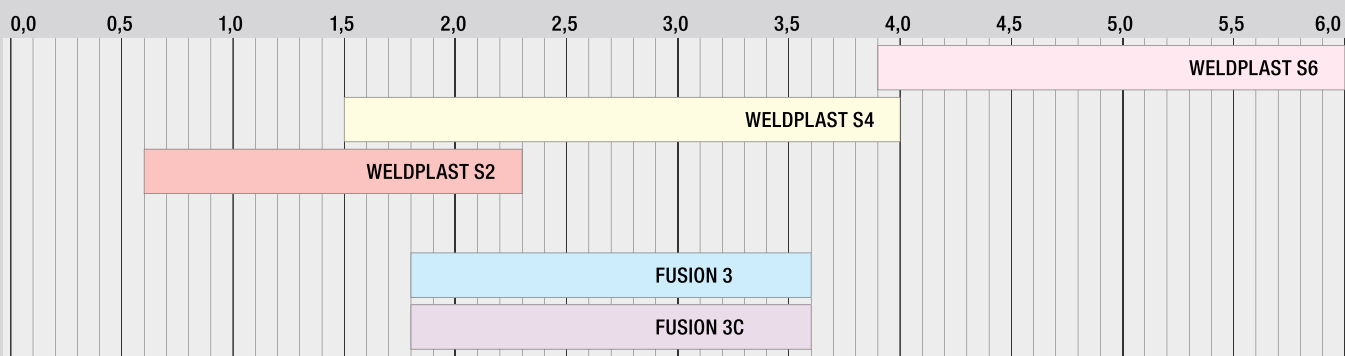 0,0 0,5 1,0 1,5 2,0 2,5 3,0 3,5 4,0 4,5 5,0 5,5 6,0
WELDPLAST S6
WELDPLAST S4
WELDPLAST S2
FUSION 3
FUSION 3C